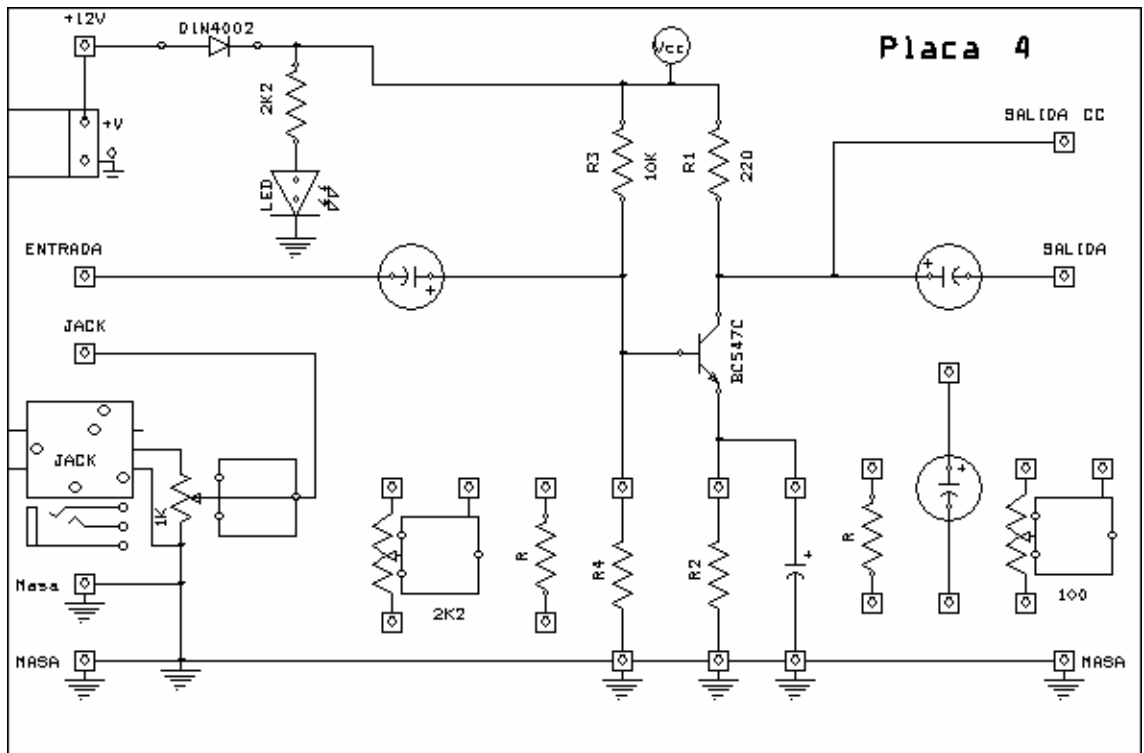 +12V
D1N4002
Vcc
Placa 4
2K2
+V
R3
10K
R1
220
SALIDA CC
LED
ENTRADA
+
+
SALIDA
JACK
BC547C
JACK
1K
R
R4
R2
+
R
+
Masa
2K2
100
MASA
MASA